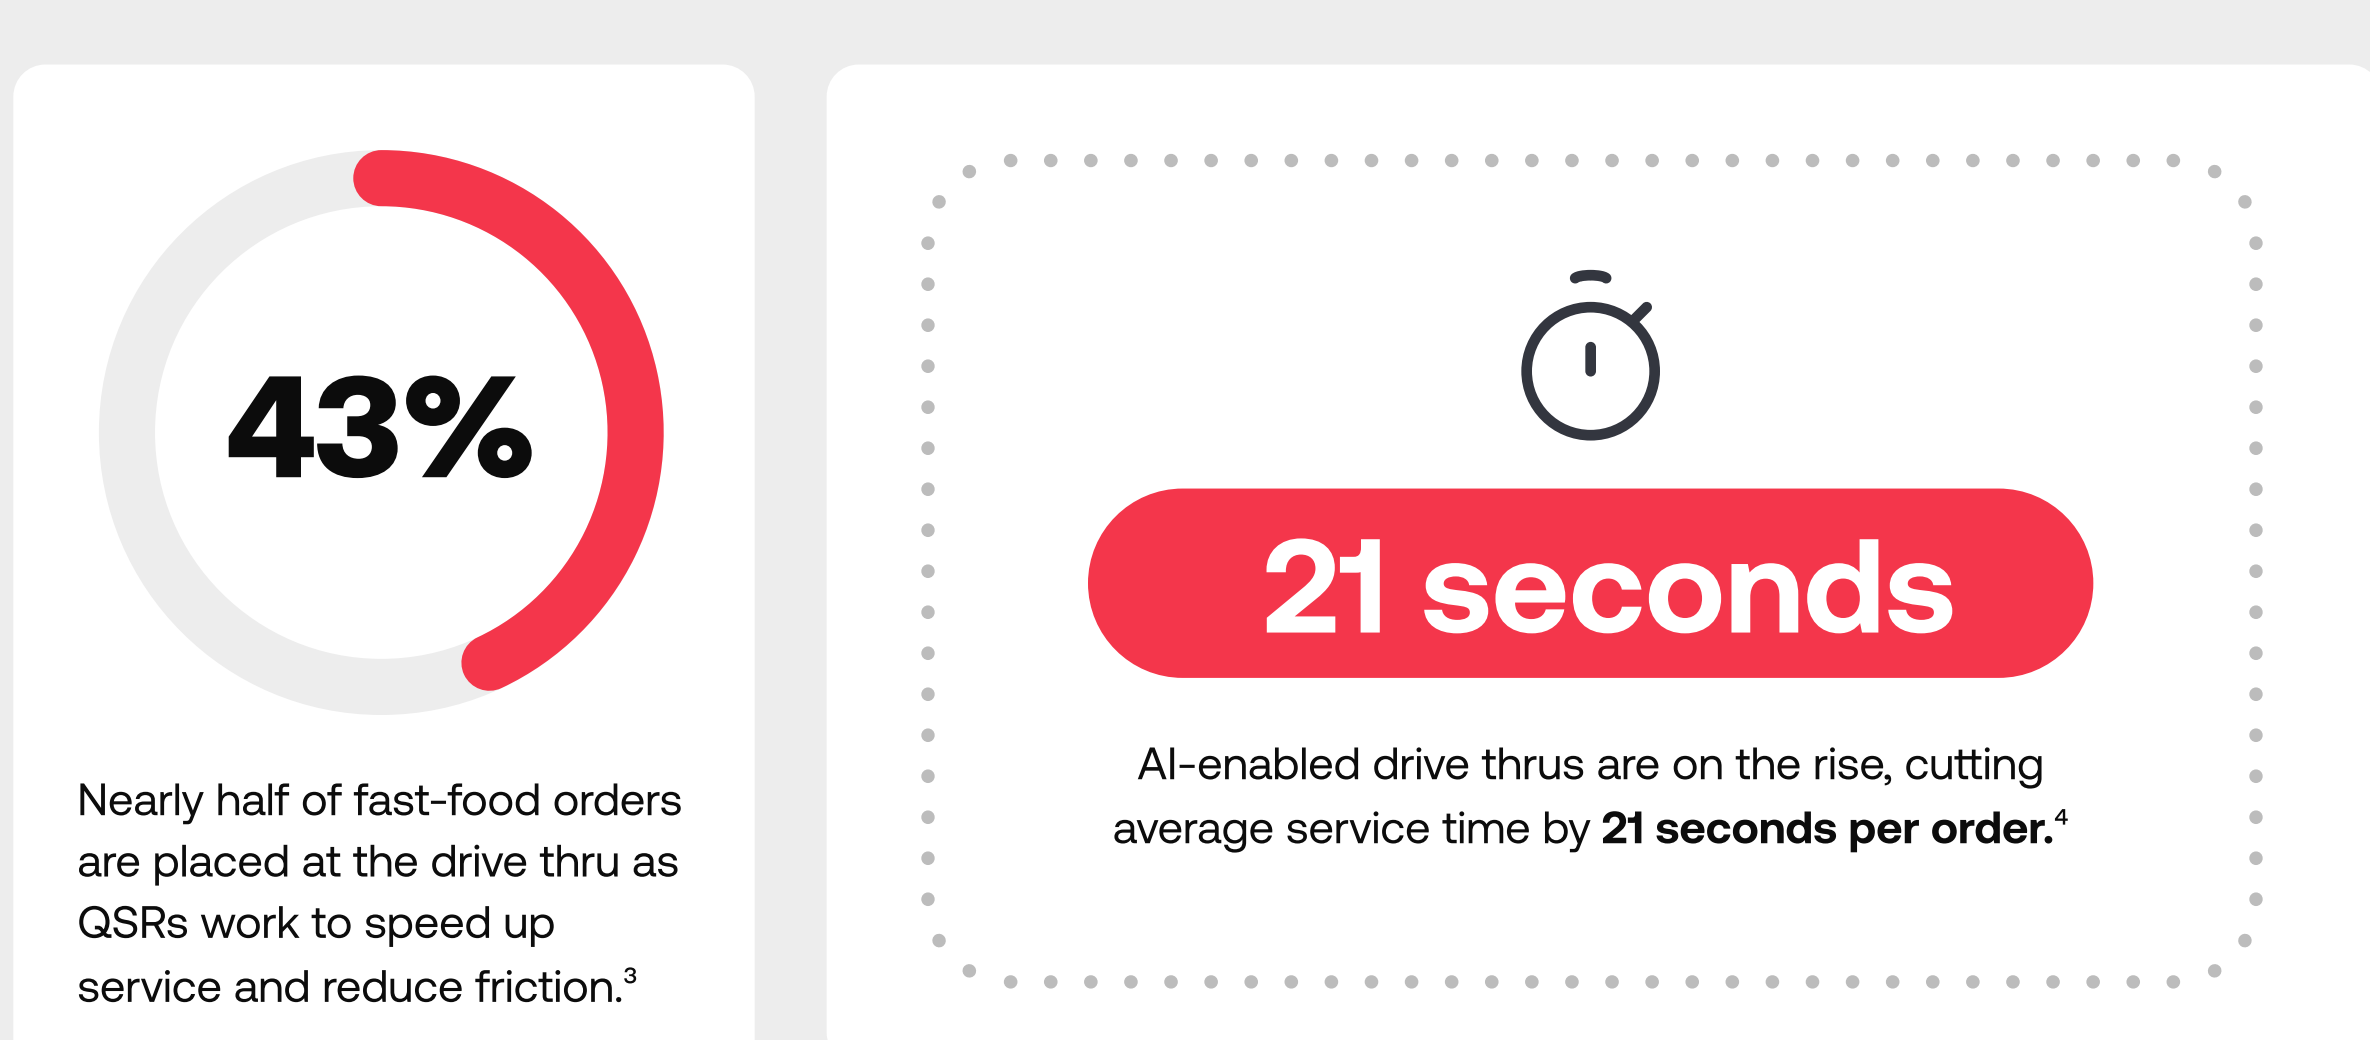 43%
Nearly half of fast-food orders
are placed at the drive thru as
QSRs work to speed up
service and reduce friction.³
21 seconds
AI-enabled drive thrus are on the rise, cutting
average service time by 21 seconds per order.⁴